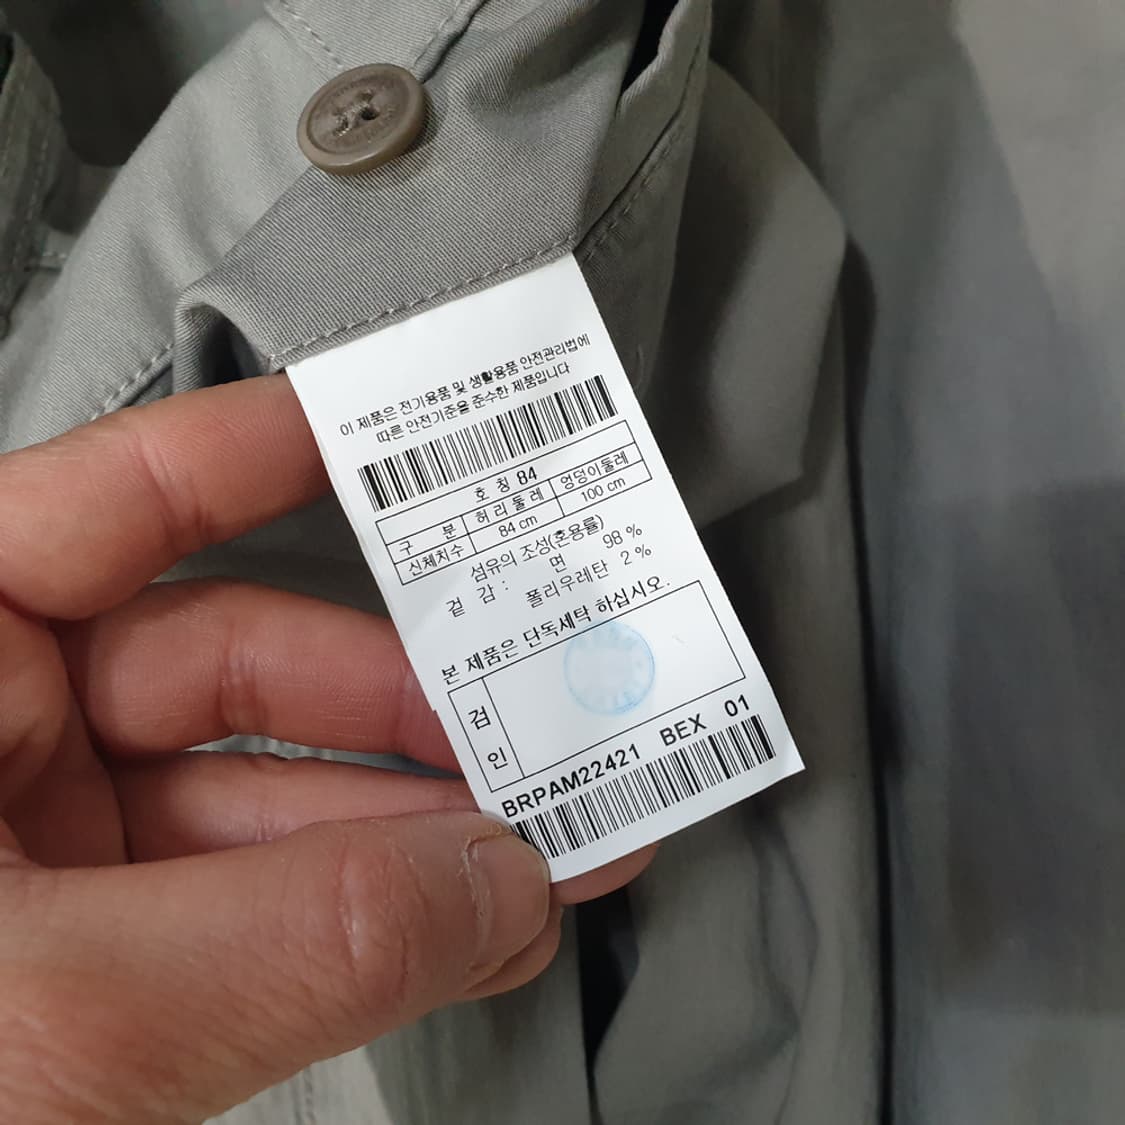 이 제품은 전기용품 및 생활용품 안전관리법에
따른 안전기준을 준수한 제품입니다
호 칭 84
구 분 허리둘레 엉덩이둘레
신체치수 84 cm 100 cm
섬유의 조성(혼용률)
겉 감 : 면 98 %
폴리우레탄 2 %
본 제품은 단독세탁 하십시오.
검
인
BRPAM22421 BEX 01